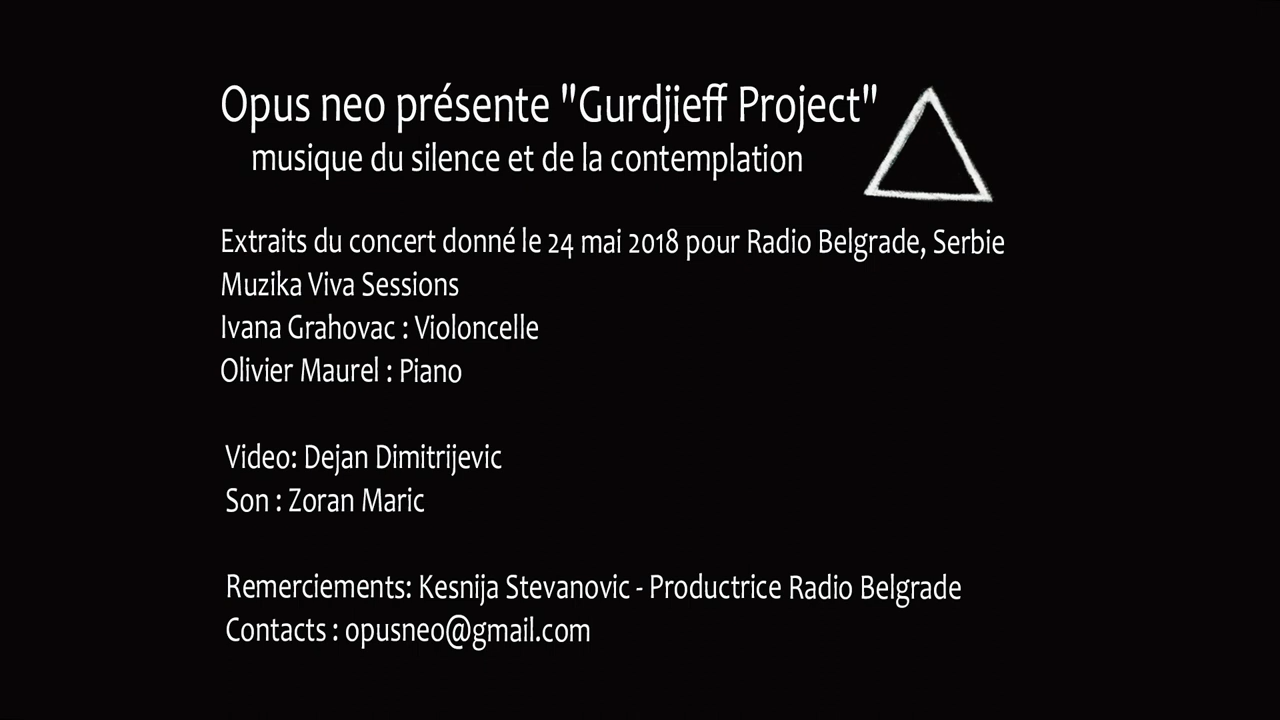 Opus neo présente "Gurdjieff Project"
musique du silence et de la contemplation
Extraits du concert donné le 24 mai 2018 pour Radio Belgrade, Serbie
Muzika Viva Sessions
Ivana Grahovac : Violoncelle
Olivier Maurel : Piano
Video: Dejan Dimitrijevic
Son : Zoran Maric
Remerciements: Kesnija Stevanovic - Productrice Radio Belgrade
Contacts : opusneo@gmail.com